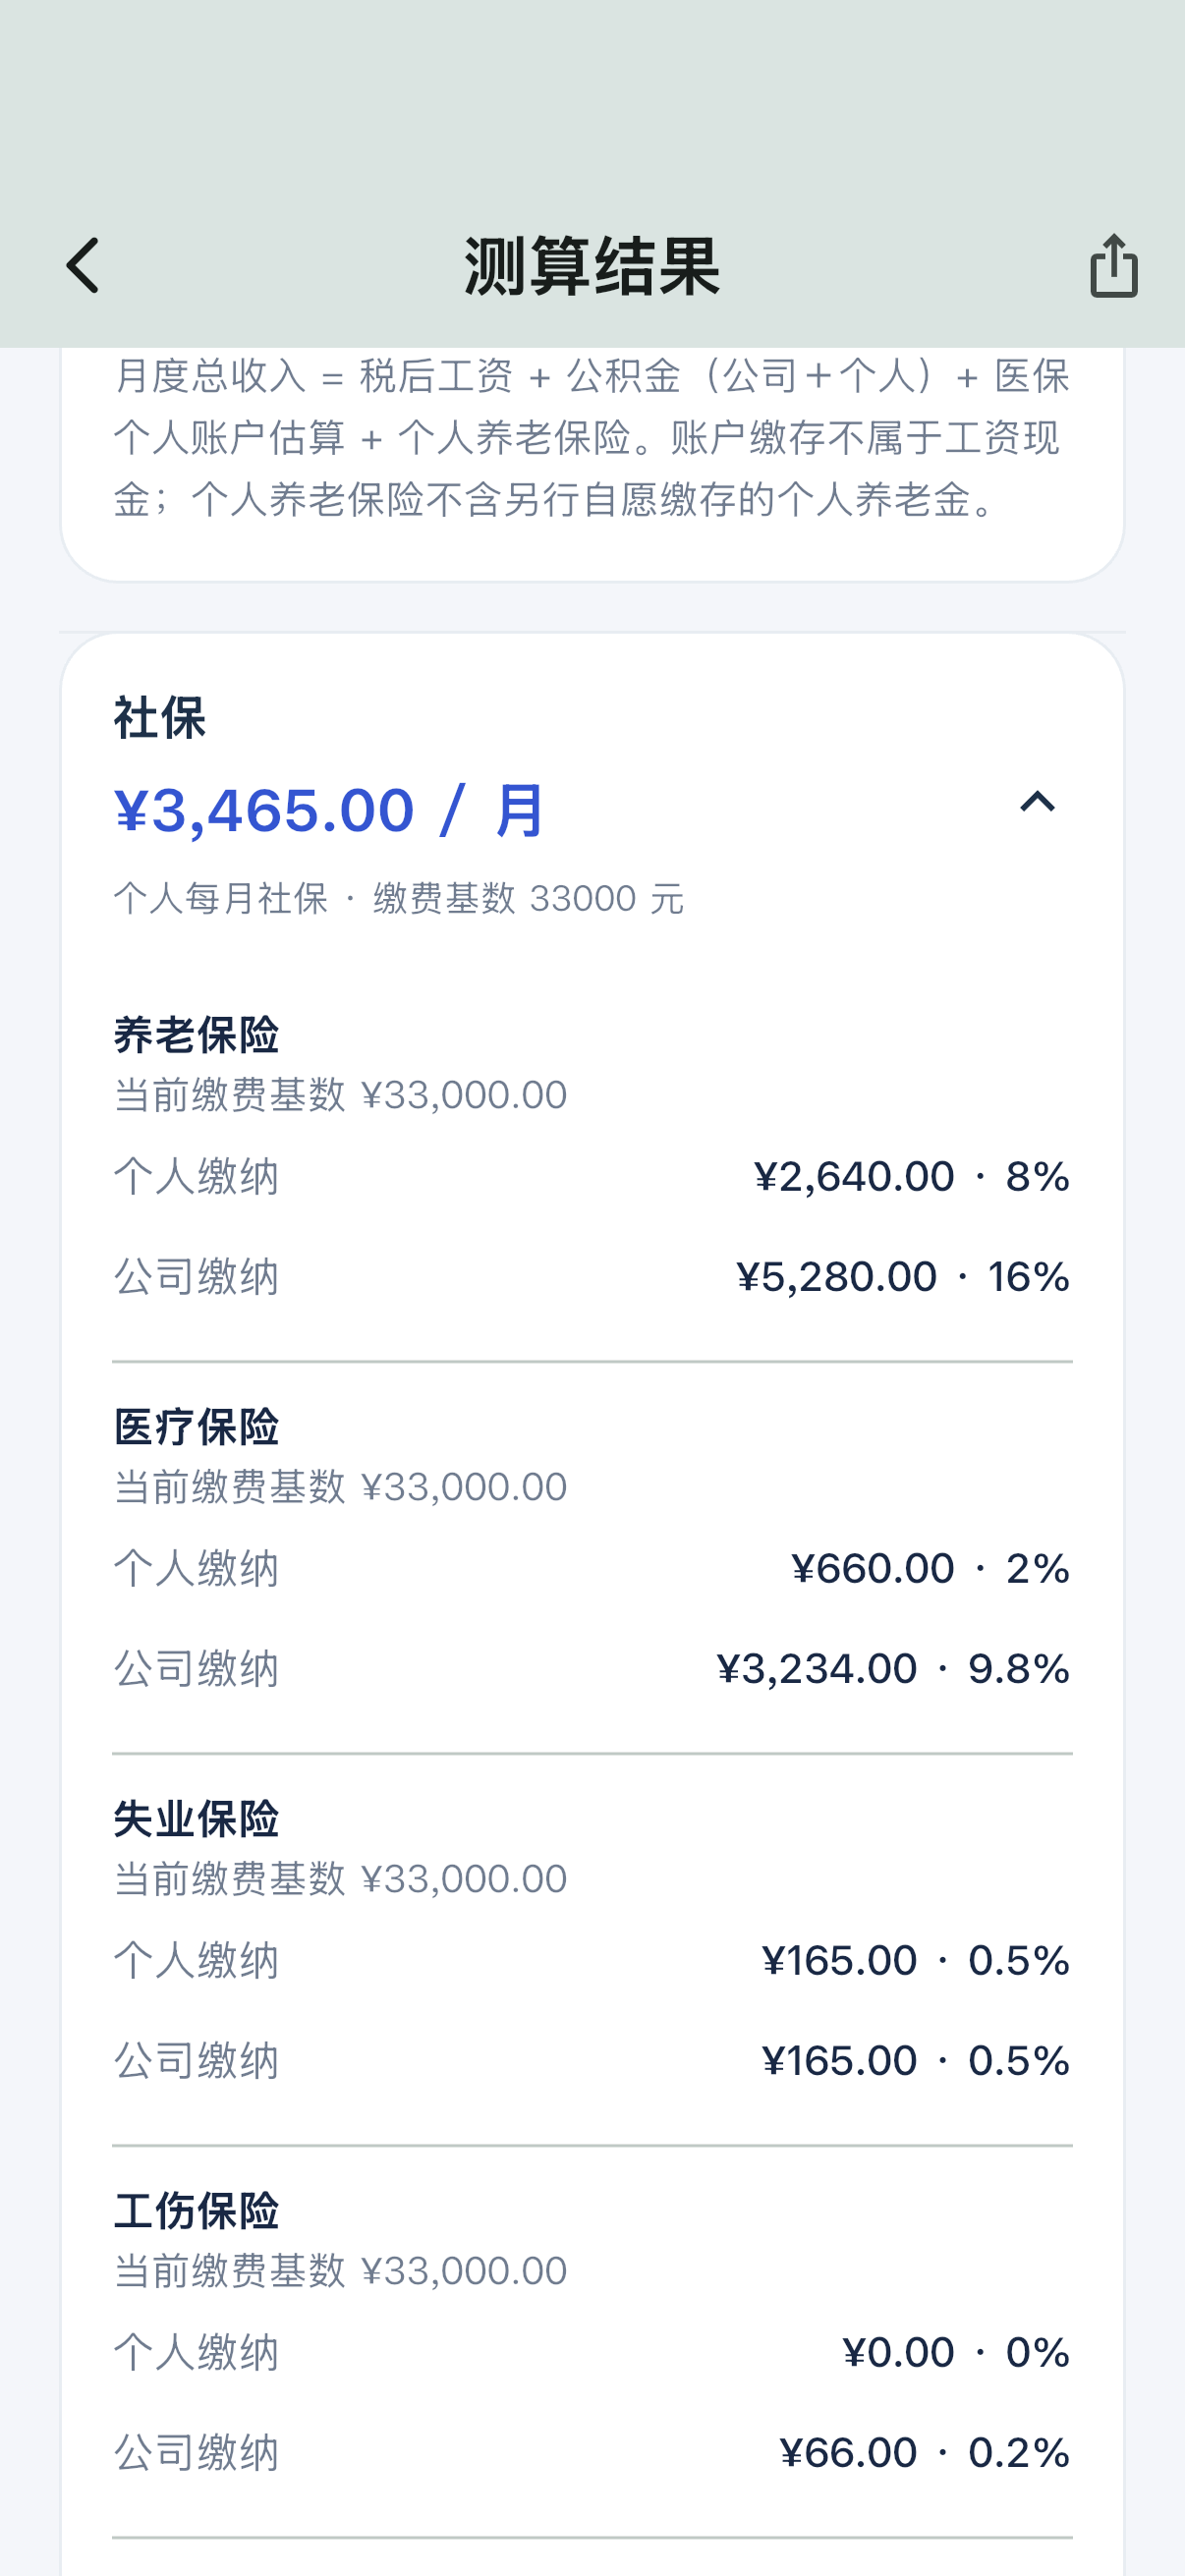 测算结果
月度总收入 = 税后工资 + 公积金（公司＋个人）+ 医保
个人账户估算 + 个人养老保险。账户缴存不属于工资现
金；个人养老保险不含另行自愿缴存的个人养老金。
社保
¥3,465.00 / 月
个人每月社保 · 缴费基数 33000 元
养老保险
当前缴费基数 ¥33,000.00
个人缴纳 ¥2,640.00 · 8%
公司缴纳 ¥5,280.00 · 16%
医疗保险
当前缴费基数 ¥33,000.00
个人缴纳 ¥660.00 · 2%
公司缴纳 ¥3,234.00 · 9.8%
失业保险
当前缴费基数 ¥33,000.00
个人缴纳 ¥165.00 · 0.5%
公司缴纳 ¥165.00 · 0.5%
工伤保险
当前缴费基数 ¥33,000.00
个人缴纳 ¥0.00 · 0%
公司缴纳 ¥66.00 · 0.2%